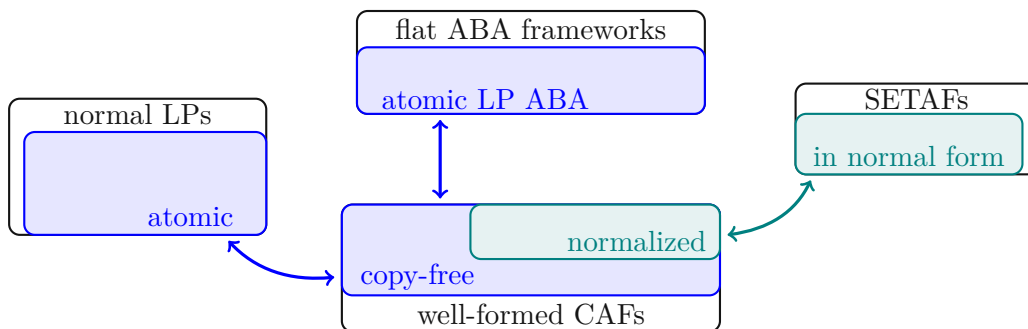 flat ABA frameworks
atomic LP ABA
normal LPs
atomic
SETAFs
in normal form
normalized
copy-free
well-formed CAFs